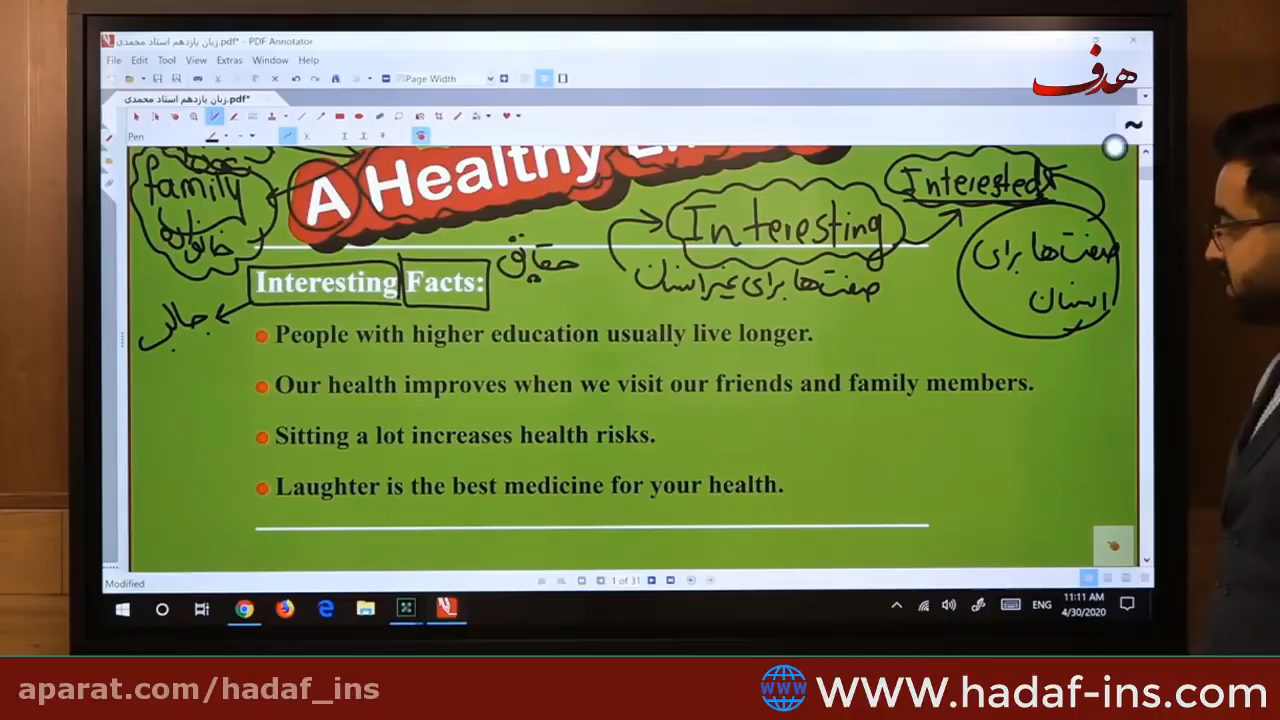 زبان یازدهم استاد محمدی.pdf* - PDF Annotator
هدف
File Edit Tool View Extras Window Help
Page Width
زبان یازدهم استاد محمدی.pdf*
Pen
family
خانواده
A Healthy
Interesting
Interested
حقایق
صفت‌ها برای غیر انسان
صفت‌ها برای
انسان
Interesting Facts:
جالب
People with higher education usually live longer.
Our health improves when we visit our friends and family members.
Sitting a lot increases health risks.
Laughter is the best medicine for your health.
1 of 31
Modified
ENG
11:11 AM
4/30/2020
aparat.com/hadaf_ins
WWW
WWW.hadaf-ins.com